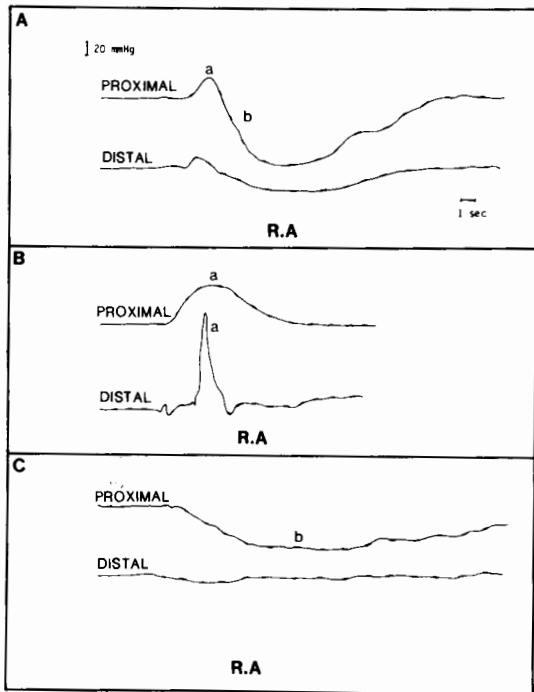 A
20 mmHg
a
PROXIMAL
b
DISTAL
1 sec
R.A
B
a
PROXIMAL
a
DISTAL
R.A
C
PROXIMAL
b
DISTAL
R.A